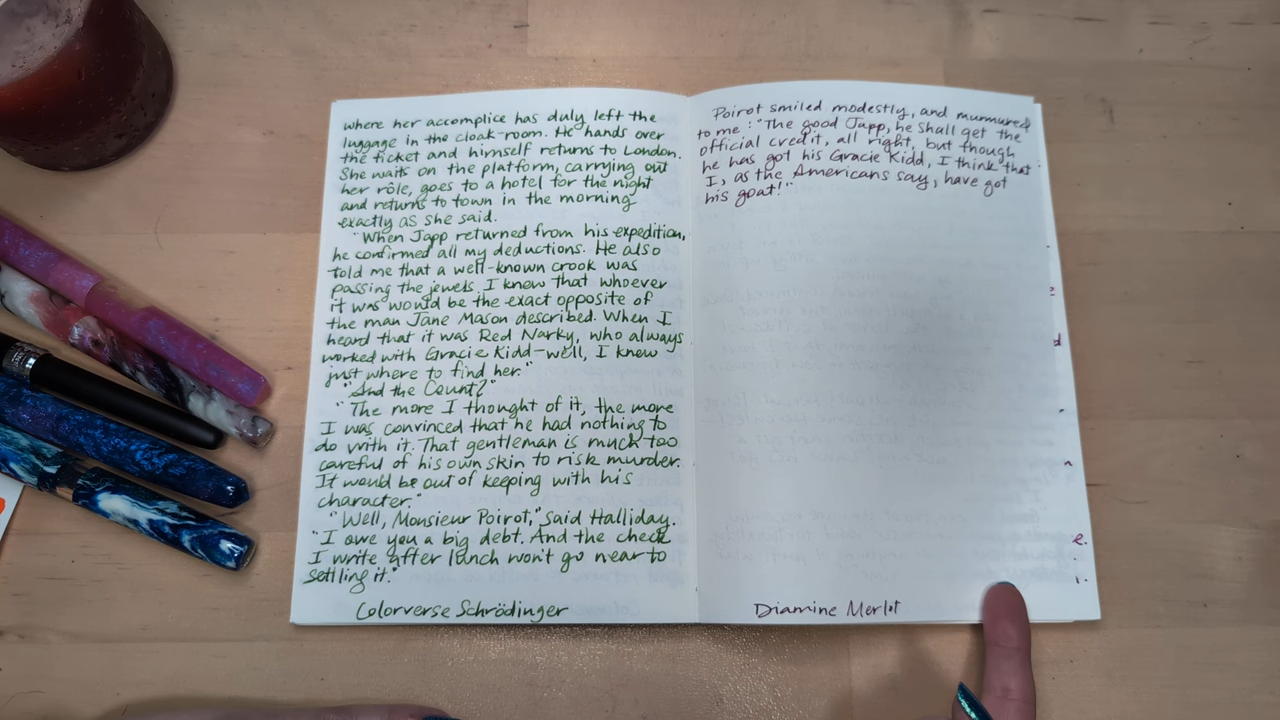 where her accomplice has duly left the
luggage in the cloak-room. He hands over
the ticket and himself returns to London.
She waits on the platform, carrying out
her rôle, goes to a hotel for the night
and returns to town in the morning
exactly as she said.
"When Japp returned from his expedition,
he confirmed all my deductions. He also
told me that a well-known crook was
passing the jewels. I knew that whoever
it was would be the exact opposite of
the man Jane Mason described. When I
heard that it was Red Narky, who always
worked with Gracie Kidd—well, I knew
just where to find her."
"And the Count?"
"The more I thought of it, the more
I was convinced that he had nothing to
do with it. That gentleman is much too
careful of his own skin to risk murder.
It would be out of keeping with his
character."
"Well, Monsieur Poirot," said Halliday.
"I owe you a big debt. And the check
I write after lunch won't go near to
settling it."
Colorverse Schrödinger
Poirot smiled modestly, and murmured
to me: "The good Japp, he shall get the
official credit, all right, but though
he has got his Gracie Kidd, I think that
I, as the Americans say, have got
his goat!"
Diamine Merlot